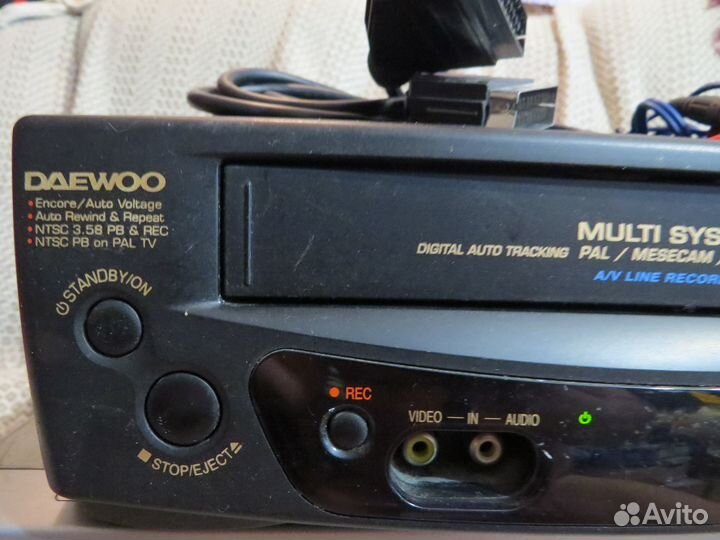 DAEWOO
• Encore/Auto Voltage
• Auto Rewind & Repeat
• NTSC 3.58 PB & REC
• NTSC PB on PAL TV
STANDBY/ON
STOP/EJECT
MULTI SYS
DIGITAL AUTO TRACKING PAL / MESECAM /
A/V LINE RECOR
REC
VIDEO — IN — AUDIO
Avito